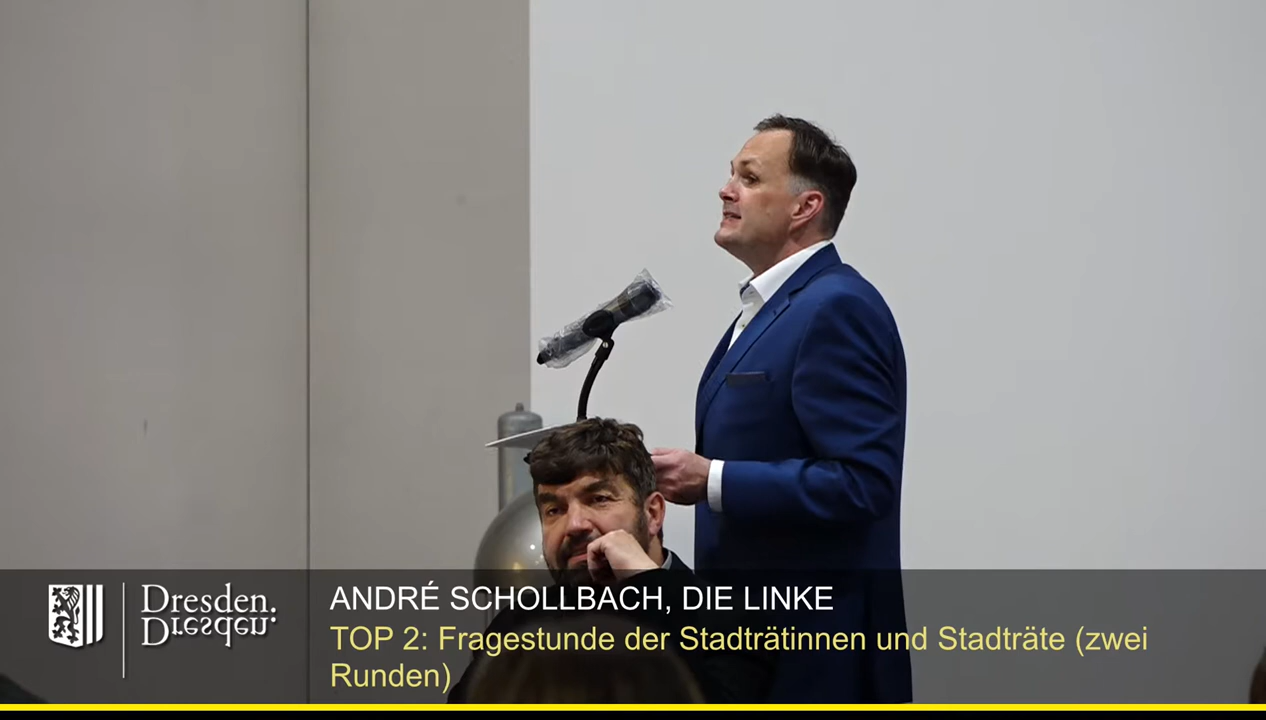 Dresden.
Dresden.
ANDRÉ SCHOLLBACH, DIE LINKE
TOP 2: Fragestunde der Stadträtinnen und Stadträte (zwei
Runden)